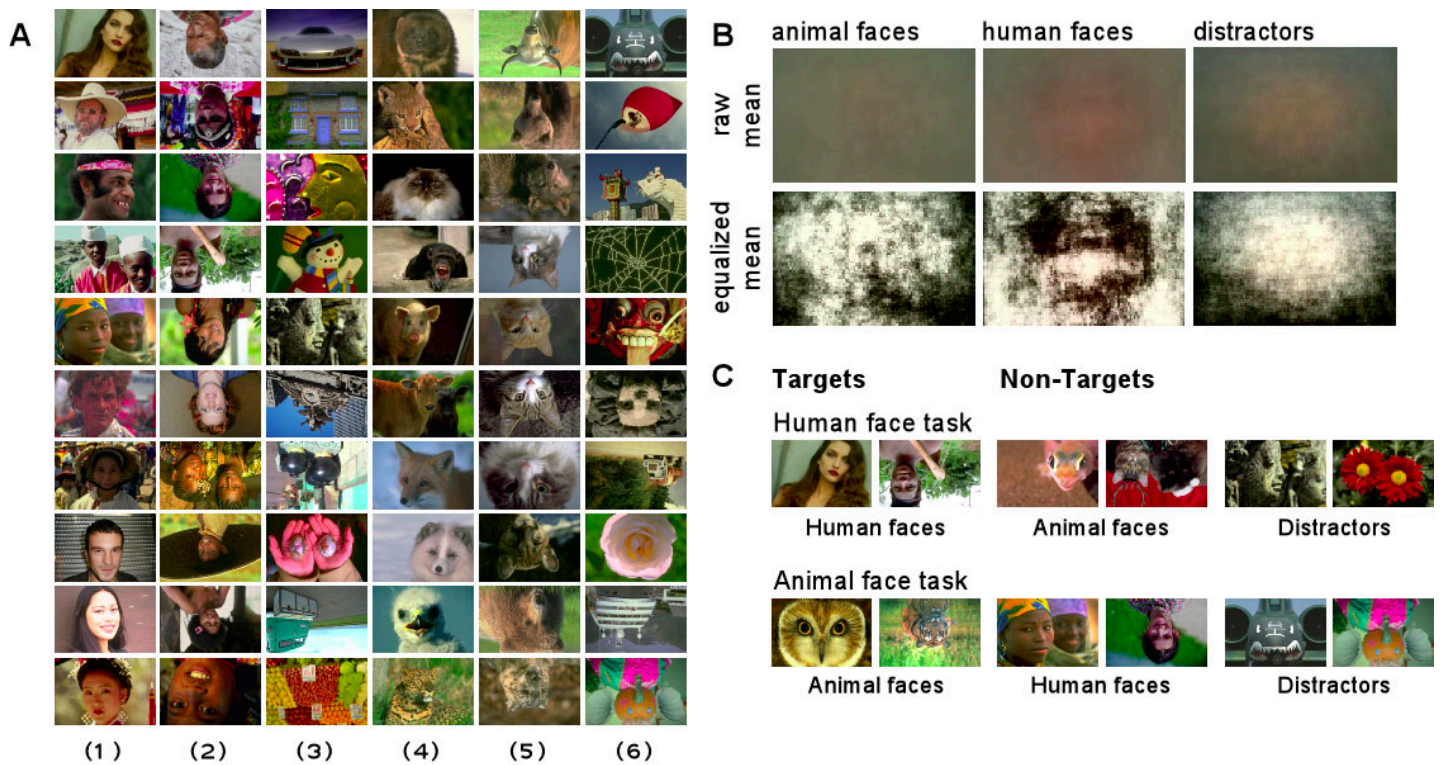 A
(1)
(2)
(3)
(4)
(5)
(6)
B
animal faces
human faces
distractors
raw
mean
equalized
mean
C
Targets
Non-Targets
Human face task
Human faces
Animal faces
Distractors
Animal face task
Animal faces
Human faces
Distractors